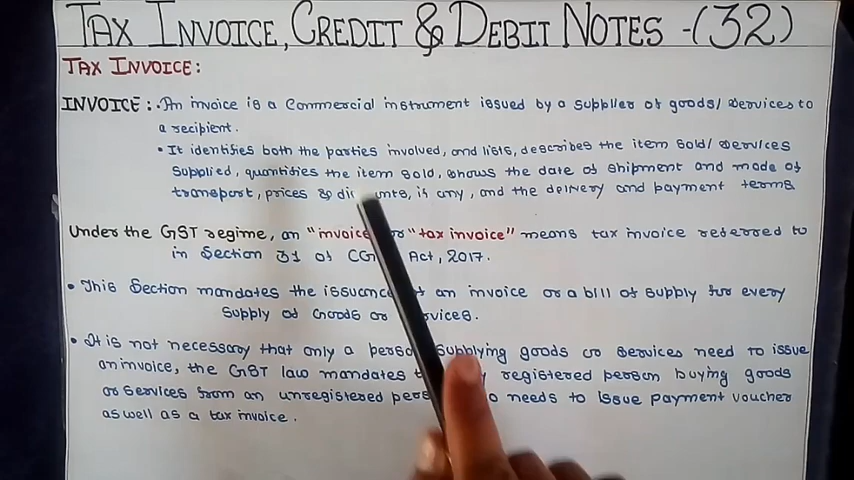 TAX INVOICE, CREDIT & DEBIT NOTES -(32)
TAX INVOICE:
INVOICE: • An invoice is a Commercial instrument issued by a supplier of goods/services to
a recipient.
• It identifies both the parties involved, and lists, describes the item sold/services
supplied, quantifies the item sold, shows the date of shipment and mode of
transport, prices & if any, and the delivery and payment terms
Under the GST regime, an "invoice" or "tax invoice" means tax invoice referred to
in Section 31 of Act, 2017.
• This Section mandates the issuance an invoice or a bill of supply for every
supply of Goods or
• It is not necessary that only a person supplying goods or services need to issue
an invoice, the GST law mandates registered person buying goods
or services from an unregistered needs to issue payment voucher
as well as a tax invoice.